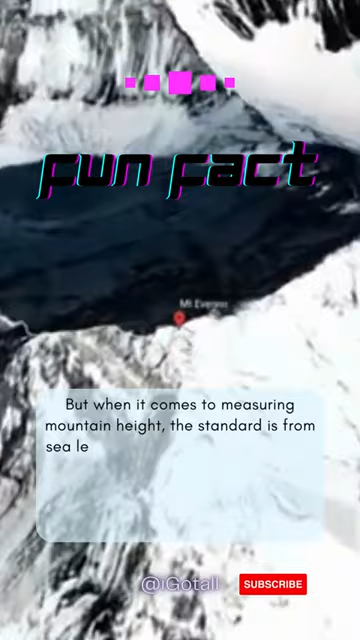 fun fact
Mt Everest
But when it comes to measuring
mountain height, the standard is from
sea le
@iGotall
SUBSCRIBE